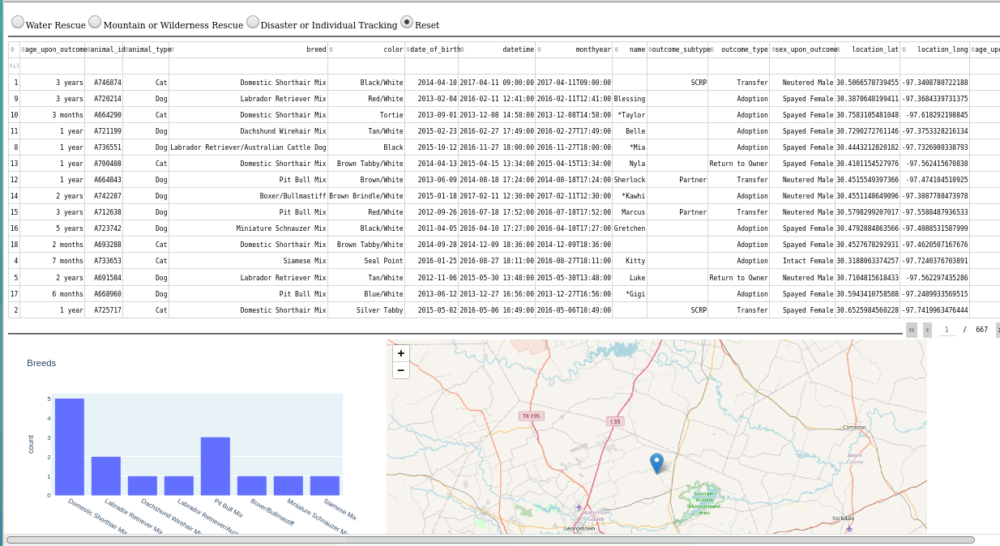 Water Rescue Mountain or Wilderness Rescue Disaster or Individual Tracking Reset
age_upon_outcome animal_id animal_type breed color date_of_birth datetime monthyear name outcome_subtype outcome_type sex_upon_outcome location_lat location_long age_upo
fil
1 3 years A746874 Cat Domestic Shorthair Mix Black/White 2014-04-10 2017-04-11 09:00:00 2017-04-11T09:00:00 SCRP Transfer Neutered Male 30.5066578739455 -97.3408780722188
9 3 years A720214 Dog Labrador Retriever Mix Red/White 2013-02-04 2016-02-11 12:41:00 2016-02-11T12:41:00 Blessing Adoption Spayed Female 30.3870648199411 -97.3684339731375
10 3 months A664290 Cat Domestic Shorthair Mix Tortie 2013-09-01 2013-12-08 14:58:00 2013-12-08T14:58:00 *Taylor Adoption Spayed Female 30.7583105481048 -97.618292198845
11 1 year A721199 Dog Dachshund Wirehair Mix Tan/White 2015-02-23 2016-02-27 17:49:00 2016-02-27T17:49:00 Belle Adoption Spayed Female 30.7290272761146 -97.3753328216134
8 1 year A736551 Dog Labrador Retriever/Australian Cattle Dog Black 2015-10-12 2016-11-27 18:00:00 2016-11-27T18:00:00 *Mia Adoption Spayed Female 30.4443212820182 -97.7326980338793
13 1 year A700408 Cat Domestic Shorthair Mix Brown Tabby/White 2014-04-13 2015-04-15 13:34:00 2015-04-15T13:34:00 Nyla Return to Owner Spayed Female 30.4101154527976 -97.562415670838
12 1 year A664843 Dog Pit Bull Mix Brown/White 2013-06-09 2014-08-18 17:24:00 2014-08-18T17:24:00 Sherlock Partner Transfer Neutered Male 30.4515549397366 -97.474104510925
14 2 years A742287 Dog Boxer/Bullmastiff Brown Brindle/White 2015-01-18 2017-02-11 12:30:00 2017-02-11T12:30:00 *Kawhi Adoption Neutered Male 30.4551148649096 -97.3087780473978
15 3 years A712638 Dog Pit Bull Mix Red/White 2012-09-26 2016-07-18 17:52:00 2016-07-18T17:52:00 Marcus Partner Transfer Neutered Male 30.5798299207017 -97.5588487936533
16 5 years A723742 Dog Miniature Schnauzer Mix Black/White 2011-04-05 2016-04-10 17:27:00 2016-04-10T17:27:00 Gretchen Adoption Spayed Female 30.4792884863566 -97.4088531587999
18 2 months A693288 Cat Domestic Shorthair Mix Brown Tabby/White 2014-09-28 2014-12-09 18:36:00 2014-12-09T18:36:00 Adoption Spayed Female 30.4527678292931 -97.4620507167676
4 7 months A733653 Cat Siamese Mix Seal Point 2016-01-25 2016-08-27 18:11:00 2016-08-27T18:11:00 Kitty Adoption Intact Female 30.3188063374257 -97.7240376703891
5 2 years A691584 Dog Labrador Retriever Mix Tan/White 2012-11-06 2015-05-30 13:48:00 2015-05-30T13:48:00 Luke Return to Owner Neutered Male 30.7104815618433 -97.562297435286
17 6 months A668960 Dog Pit Bull Mix Blue/White 2013-06-12 2013-12-27 16:56:00 2013-12-27T16:56:00 *Gigi Adoption Spayed Female 30.5943410758588 -97.2489933569515
2 1 year A725717 Cat Domestic Shorthair Mix Silver Tabby 2015-05-02 2016-05-06 10:49:00 2016-05-06T10:49:00 SCRP Transfer Spayed Female 30.6525984560228 -97.7419963476444
« ‹ 1 / 667
Breeds
count
5
4
3
2
1
0
Domestic Shorthair Mix
Labrador Retriever Mix
Dachshund Wirehair Mi
Labrador Retriever/Aus
Pit Bull Mix
Boxer/Bullmastiff
Miniature Schnauzer Mi
Siamese Mix
+
−
TX 195
I 35
Cameron
Milam
County
Granger
Wildlife
Management
Area
Williamson
County
Rockdale
Georgetown